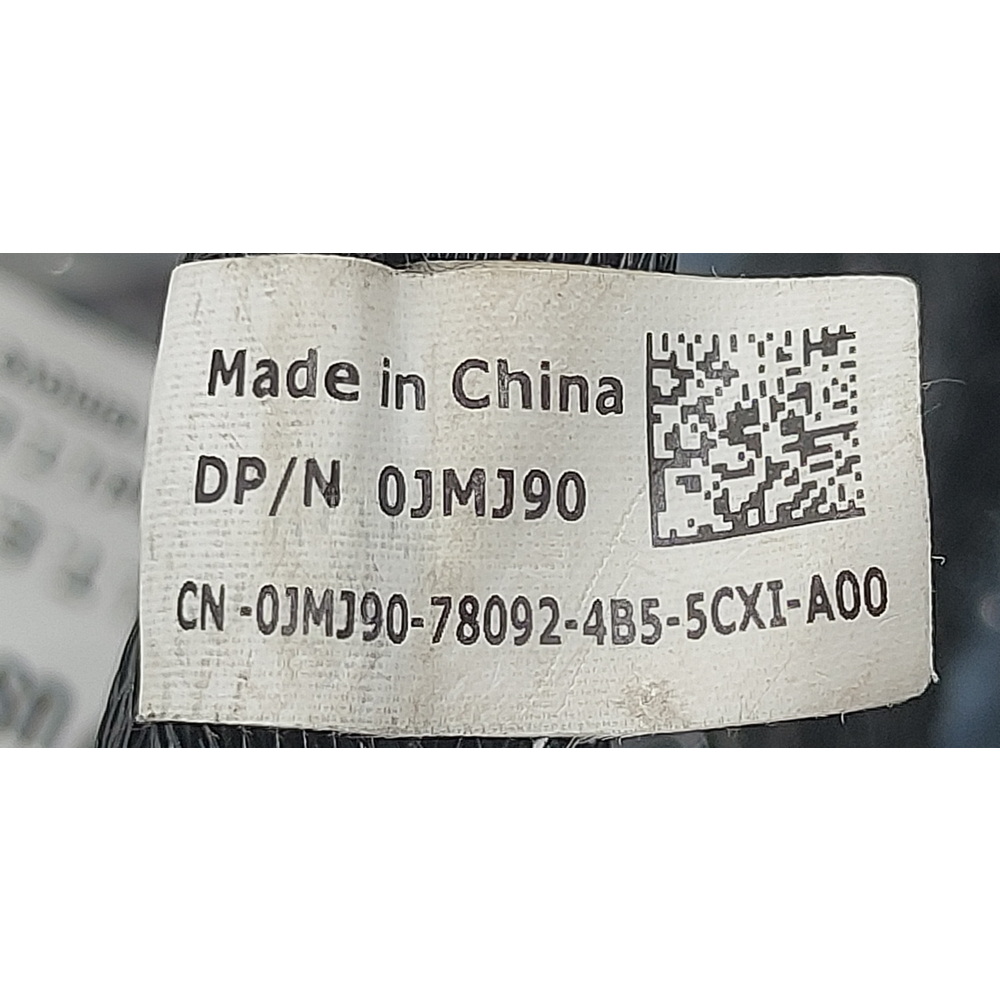 Made in China
DP/N 0JMJ90
CN-0JMJ90-78092-4B5-5CXI-A00